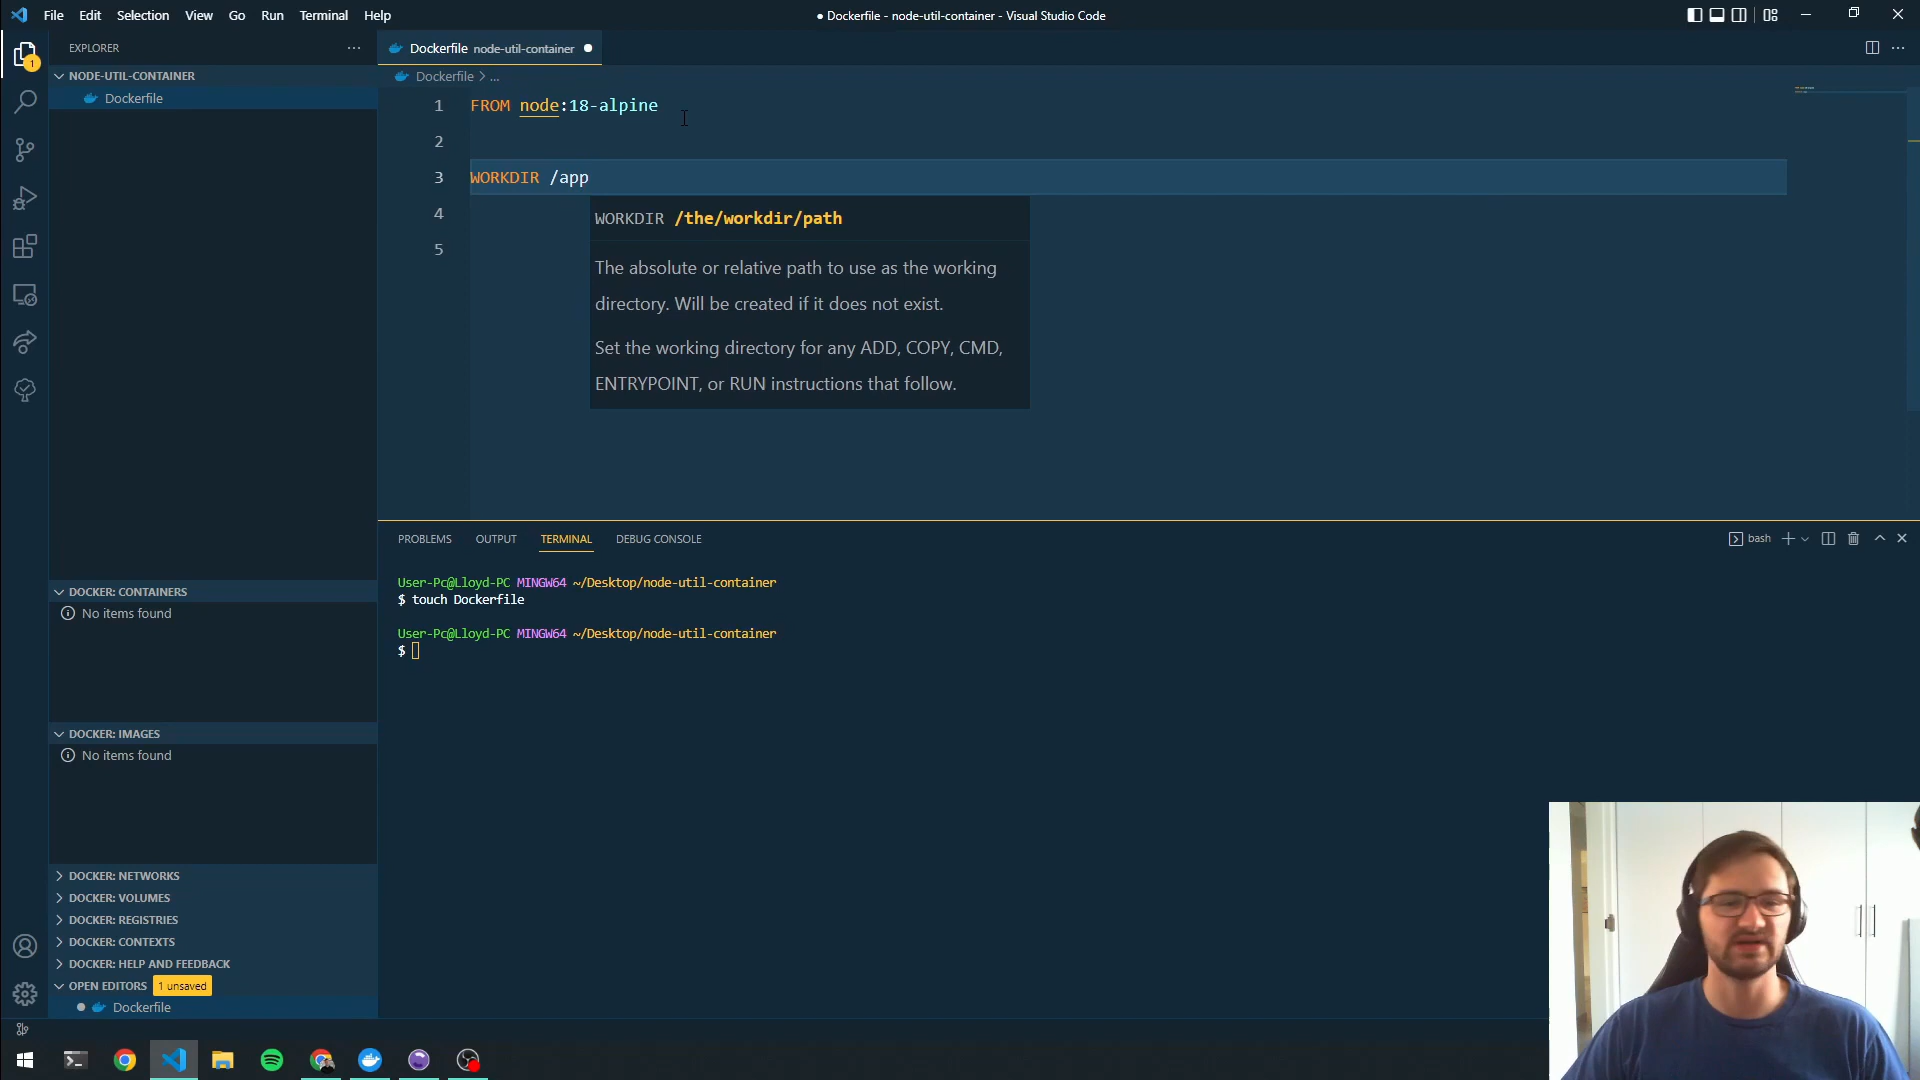 File Edit Selection View Go Run Terminal Help
● Dockerfile - node-util-container - Visual Studio Code
EXPLORER
1
NODE-UTIL-CONTAINER
Dockerfile
Dockerfile node-util-container
Dockerfile > ...
1 FROM node:18-alpine
2
3 WORKDIR /app
4
5
WORKDIR /the/workdir/path
The absolute or relative path to use as the working
directory. Will be created if it does not exist.
Set the working directory for any ADD, COPY, CMD,
ENTRYPOINT, or RUN instructions that follow.
PROBLEMS OUTPUT TERMINAL DEBUG CONSOLE
bash
User-Pc@Lloyd-PC MINGW64 ~/Desktop/node-util-container
$ touch Dockerfile
User-Pc@Lloyd-PC MINGW64 ~/Desktop/node-util-container
$
DOCKER: CONTAINERS
No items found
DOCKER: IMAGES
No items found
DOCKER: NETWORKS
DOCKER: VOLUMES
DOCKER: REGISTRIES
DOCKER: CONTEXTS
DOCKER: HELP AND FEEDBACK
OPEN EDITORS 1 unsaved
Dockerfile